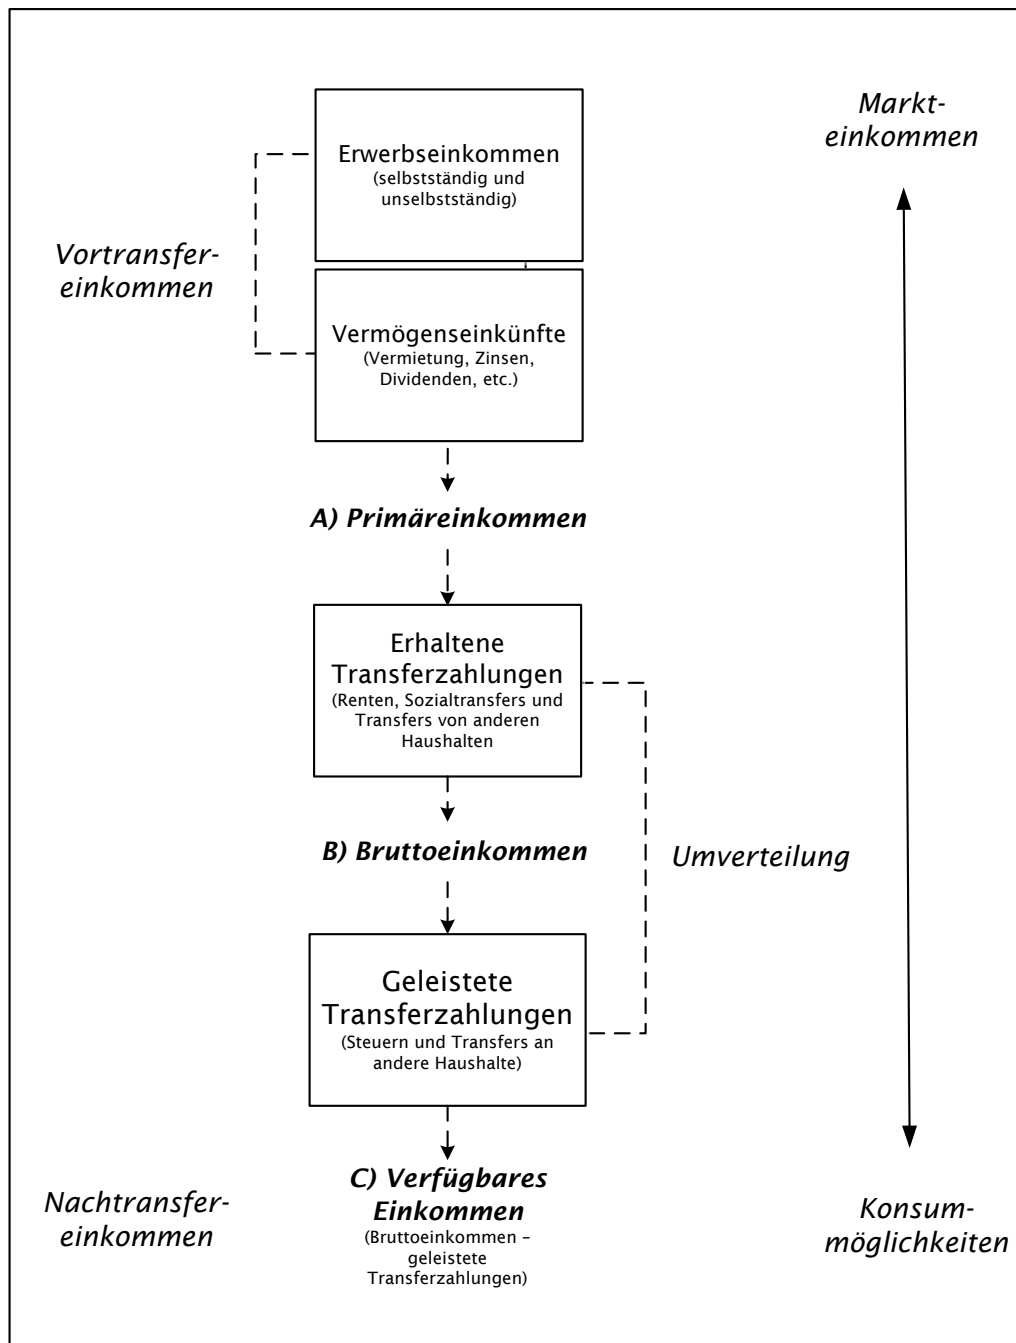 Markt-
einkommen
Erwerbseinkommen
(selbstständig und
unselbstständig)
Vortransfer-
einkommen
Vermögenseinkünfte
(Vermietung, Zinsen,
Dividenden, etc.)
A) Primäreinkommen
Erhaltene
Transferzahlungen
(Renten, Sozialtransfers und
Transfers von anderen
Haushalten
B) Bruttoeinkommen
Umverteilung
Geleistete
Transferzahlungen
(Steuern und Transfers an
andere Haushalte)
C) Verfügbares
Einkommen
(Bruttoeinkommen –
geleistete
Transferzahlungen)
Nachtransfer-
einkommen
Konsum-
möglichkeiten